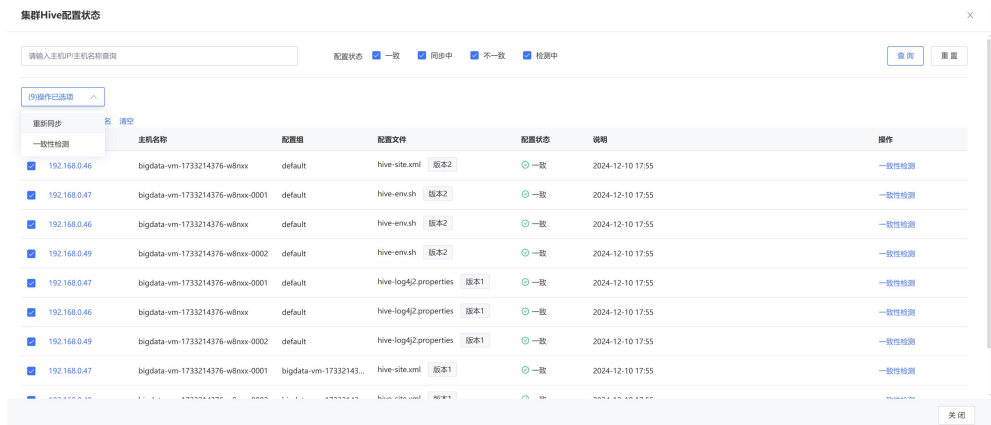 集群Hive配置状态
请输入主机IP/主机名称查询 配置状态 一致 同步中 不一致 检测中 查询 重置
(9)操作已选项
重新同步 名 清空
一致性检测 主机名称 配置组 配置文件 配置状态 说明 操作
192.168.0.46 bigdata-vm-1733214376-w8nxx default hive-site.xml 版本2 一致 2024-12-10 17:55 一致性检测
192.168.0.47 bigdata-vm-1733214376-w8nxx-0001 default hive-env.sh 版本2 一致 2024-12-10 17:55 一致性检测
192.168.0.46 bigdata-vm-1733214376-w8nxx default hive-env.sh 版本2 一致 2024-12-10 17:55 一致性检测
192.168.0.49 bigdata-vm-1733214376-w8nxx-0002 default hive-env.sh 版本2 一致 2024-12-10 17:55 一致性检测
192.168.0.47 bigdata-vm-1733214376-w8nxx-0001 default hive-log4j2.properties 版本1 一致 2024-12-10 17:55 一致性检测
192.168.0.46 bigdata-vm-1733214376-w8nxx default hive-log4j2.properties 版本1 一致 2024-12-10 17:55 一致性检测
192.168.0.49 bigdata-vm-1733214376-w8nxx-0002 default hive-log4j2.properties 版本1 一致 2024-12-10 17:55 一致性检测
192.168.0.47 bigdata-vm-1733214376-w8nxx-0001 bigdata-vm-17332143... hive-site.xml 版本1 一致 2024-12-10 17:55 一致性检测
关闭